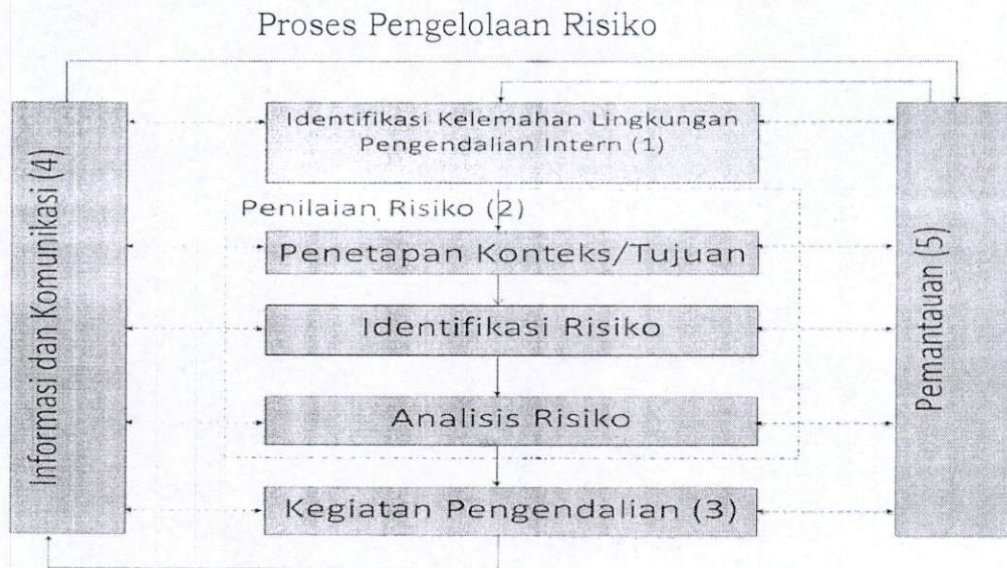 Proses Pengelolaan Risiko
Informasi dan Komunikasi (4)
Identifikasi Kelemahan Lingkungan
Pengendalian Intern (1)
Penilaian Risiko (2)
Penetapan Konteks/Tujuan
Identifikasi Risiko
Analisis Risiko
Kegiatan Pengendalian (3)
Pemantauan (5)